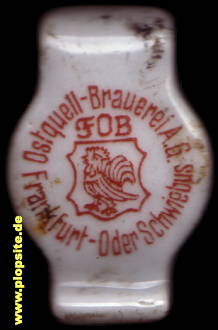 Ostquell-Brauerei A.G.
FOB
Frankfurt-Oder Schwiebus
www.plopsite.de